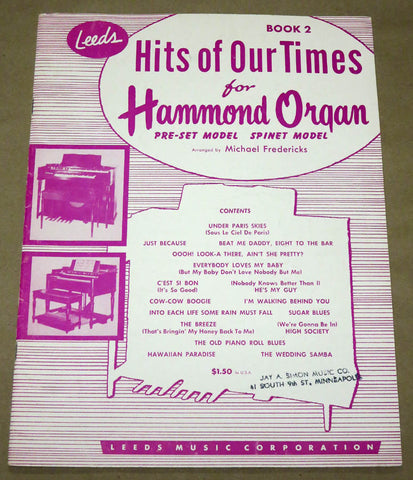 BOOK 2
Leeds
Hits of Our Times
for
Hammond Organ
PRE-SET MODEL SPINET MODEL
Arranged by Michael Fredericks
CONTENTS
UNDER PARIS SKIES
(Sous Le Ciel De Paris)
JUST BECAUSE BEAT ME DADDY, EIGHT TO THE BAR
OOOH! LOOK-A THERE, AIN'T SHE PRETTY?
EVERYBODY LOVES MY BABY
(But My Baby Don't Love Nobody But Me)
C'EST SI BON (Nobody Knows Better Than I)
(It's So Good) HE'S MY GUY
COW-COW BOOGIE I'M WALKING BEHIND YOU
INTO EACH LIFE SOME RAIN MUST FALL SUGAR BLUES
THE BREEZE (We're Gonna Be In)
(That's Bringin' My Honey Back To Me) HIGH SOCIETY
THE OLD PIANO ROLL BLUES
HAWAIIAN PARADISE THE WEDDING SAMBA
$1.50 in U.S.A.
JAY A. SIMON MUSIC CO.
41 SOUTH 9th ST., MINNEAPOLIS
LEEDS MUSIC CORPORATION